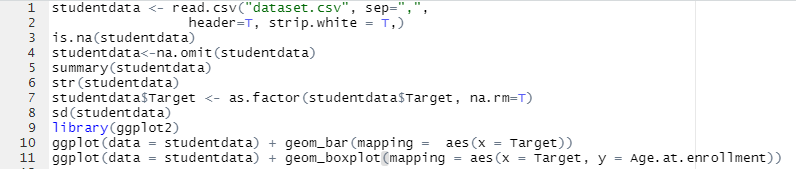 1 studentdata <- read.csv("dataset.csv", sep=",",
2 header=T, strip.white = T,)
3 is.na(studentdata)
4 studentdata<-na.omit(studentdata)
5 summary(studentdata)
6 str(studentdata)
7 studentdata$Target <- as.factor(studentdata$Target, na.rm=T)
8 sd(studentdata)
9 library(ggplot2)
10 ggplot(data = studentdata) + geom_bar(mapping =  aes(x = Target))
11 ggplot(data = studentdata) + geom_boxplot(mapping = aes(x = Target, y = Age.at.enrollment))